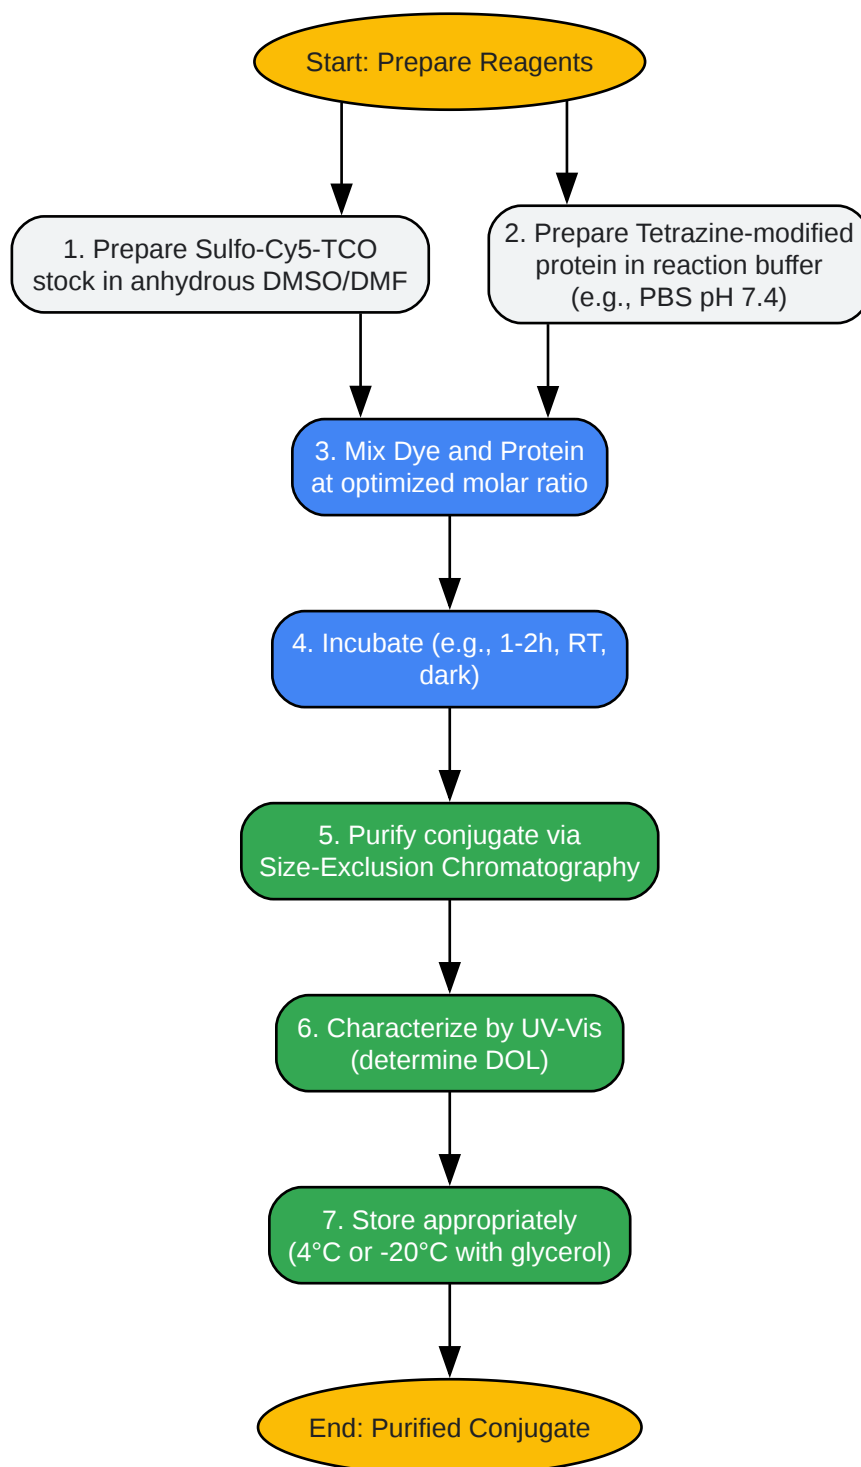 Start: Prepare Reagents
1. Prepare Sulfo-Cy5-TCO
stock in anhydrous DMSO/DMF
2. Prepare Tetrazine-modified
protein in reaction buffer
(e.g., PBS pH 7.4)
3. Mix Dye and Protein
at optimized molar ratio
4. Incubate (e.g., 1-2h, RT,
dark)
5. Purify conjugate via
Size-Exclusion Chromatography
6. Characterize by UV-Vis
(determine DOL)
7. Store appropriately
(4°C or -20°C with glycerol)
End: Purified Conjugate